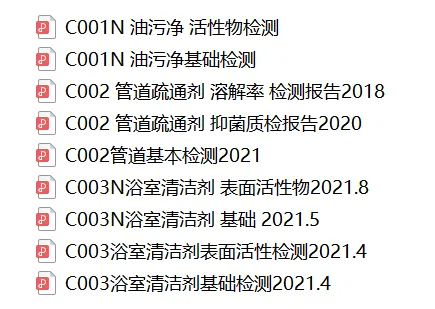 C001N 油污净 活性物检测
C001N 油污净基础检测
C002 管道疏通剂 溶解率 检测报告2018
C002 管道疏通剂 抑菌质检报告2020
C002管道基本检测2021
C003N浴室清洁剂 表面活性物2021.8
C003N浴室清洁剂 基础 2021.5
C003浴室清洁剂表面活性检测2021.4
C003浴室清洁剂基础检测2021.4